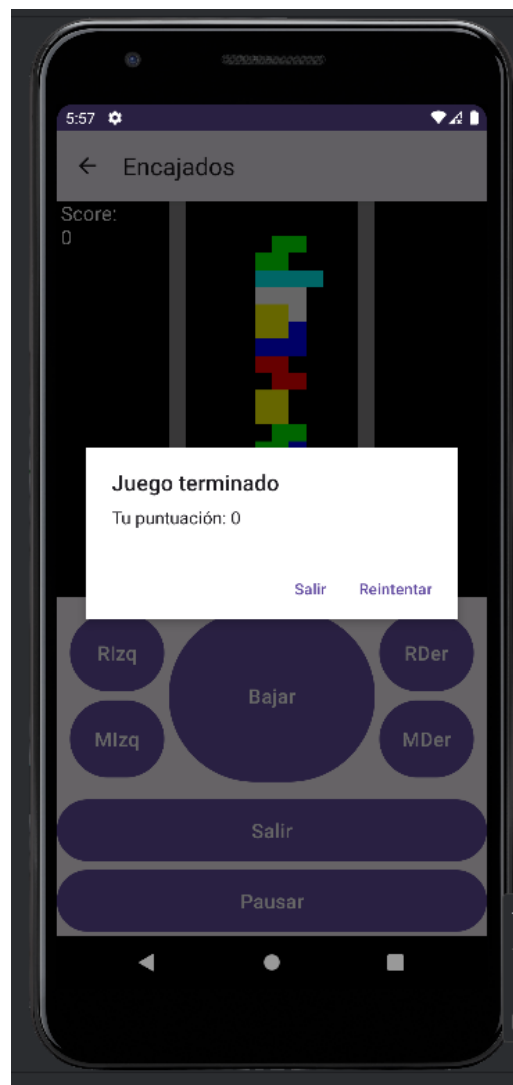 5:57
Encajados
Score:
0
Juego terminado
Tu puntuación: 0
Salir Reintentar
RIzq
RDer
Bajar
MIzq
MDer
Salir
Pausar